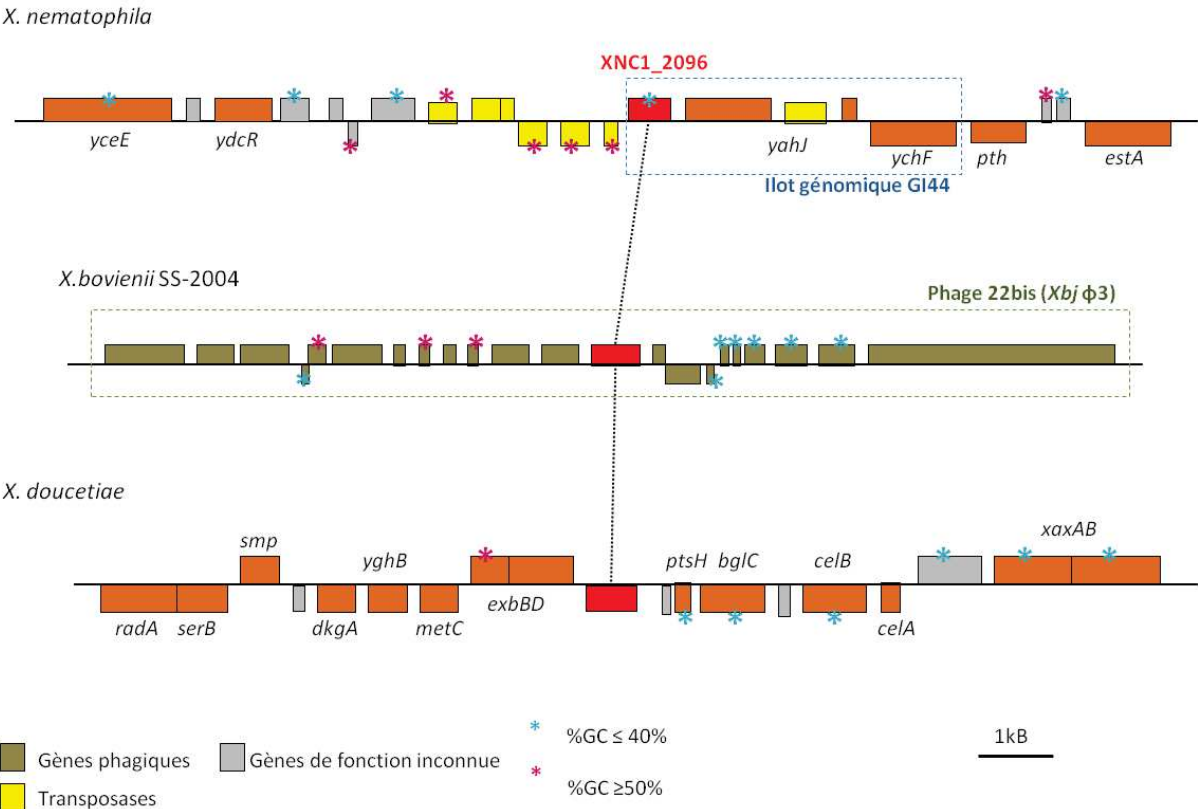 X. nematophila
XNC1_2096
yceE
ydcR
yahJ
ychF
pth
estA
Ilot génomique GI44
X.bovienii SS-2004
Phage 22bis (Xbj ϕ3)
X. doucetiae
smp
yghB
ptsH
bglC
celB
xaxAB
radA
serB
dkgA
metC
exbBD
celA
Gènes phagiques
Gènes de fonction inconnue
Transposases
* %GC ≤ 40%
* %GC ≥50%
1kB